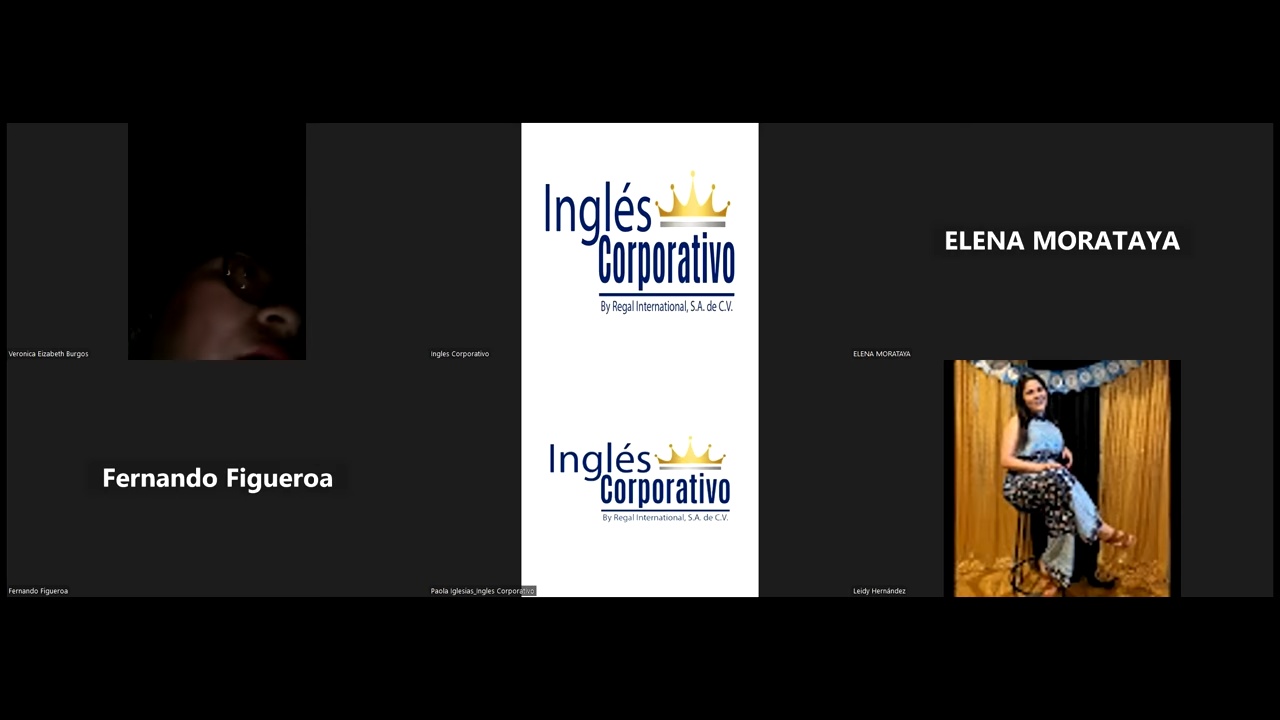 Inglés
Corporativo
By Regal International, S.A. de C.V.
ELENA MORATAYA
Veronica Eizabeth Burgos
Ingles Corporativo
ELENA MORATAYA
Fernando Figueroa
Inglés
Corporativo
By Regal International, S.A. de C.V.
Fernando Figueroa
Paola Iglesias_Ingles Corporativo
Leidy Hernández